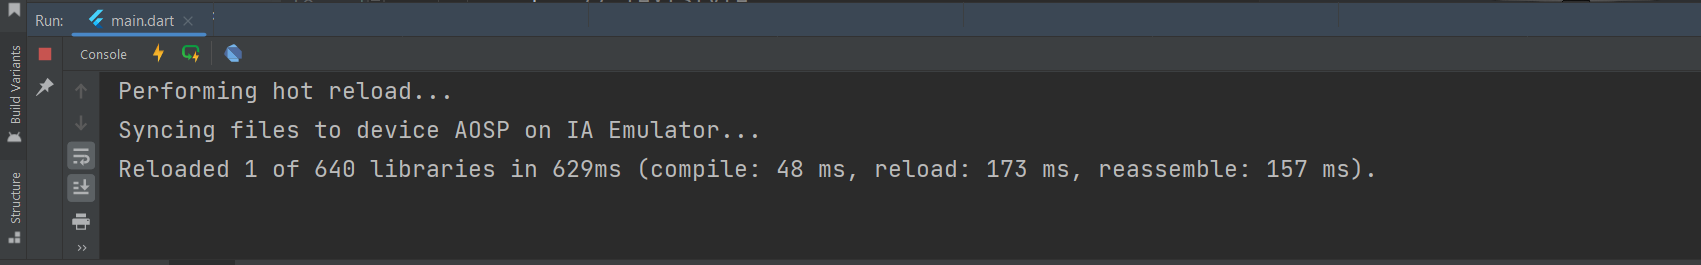 Run:
main.dart
Console
Build Variants
Structure
Performing hot reload...
Syncing files to device AOSP on IA Emulator...
Reloaded 1 of 640 libraries in 629ms (compile: 48 ms, reload: 173 ms, reassemble: 157 ms).